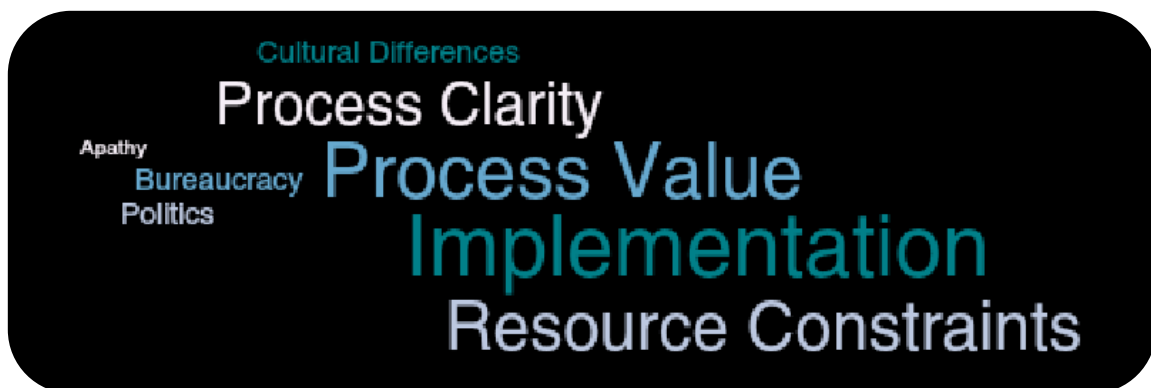 Cultural Differences
Process Clarity
Apathy
Process Value
Bureaucracy
Politics
Implementation
Resource Constraints